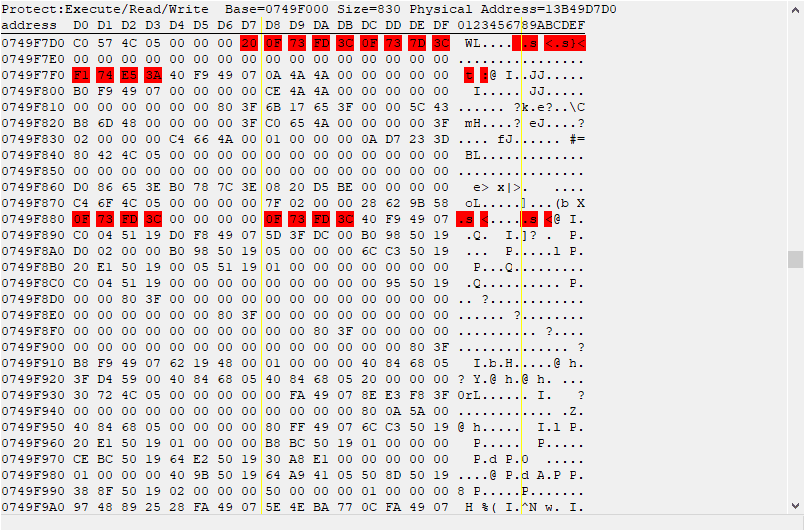 Protect:Execute/Read/Write  Base=0749F000 Size=830 Physical Address=13B49D7D0
address  D0 D1 D2 D3 D4 D5 D6 D7 D8 D9 DA DB DC DD DE DF 0123456789ABCDEF
0749F7D0 C0 57 4C 05 00 00 00 20 0F 73 FD 3C 0F 73 7D 3C  WL.... .s <.s}<
0749F7E0 00 00 00 00 00 00 00 00 00 00 00 00 00 00 00 00 ................
0749F7F0 F1 74 E5 3A 40 F9 49 07 0A 4A 4A 00 00 00 00 00  t :@ I..JJ.....
0749F800 B0 F9 49 07 00 00 00 00 CE 4A 4A 00 00 00 00 00   I..... JJ.....
0749F810 00 00 00 00 00 00 80 3F 6B 17 65 3F 00 00 5C 43 ...... ?k.e?..\C
0749F820 B8 6D 48 00 00 00 00 3F C0 65 4A 00 00 00 00 3F  mH....? eJ....?
0749F830 02 00 00 00 C4 66 4A 00 01 00 00 00 0A D7 23 3D .... fJ...... #=
0749F840 80 42 4C 05 00 00 00 00 00 00 00 00 00 00 00 00  BL.............
0749F850 00 00 00 00 00 00 00 00 00 00 00 00 00 00 00 00 ................
0749F860 D0 86 65 3E B0 78 7C 3E 08 20 D5 BE 00 00 00 00   e> x|>.  ....
0749F870 C4 6F 4C 05 00 00 00 00 7F 02 00 00 28 62 9B 58  oL.....]...(b X
0749F880 0F 73 FD 3C 00 00 00 00 0F 73 FD 3C 40 F9 49 07 .s <.....s <@ I.
0749F890 C0 04 51 19 D0 F8 49 07 5D 3F DC 00 B0 98 50 19  .Q.  I.]? .  P.
0749F8A0 D0 02 00 00 B0 98 50 19 05 00 00 00 6C C3 50 19  ...  P.....l P.
0749F8B0 20 E1 50 19 00 05 51 19 01 00 00 00 00 00 00 00   P...Q.........
0749F8C0 C0 04 51 19 00 00 00 00 00 00 00 00 00 95 50 19  .Q.......... P.
0749F8D0 00 00 80 3F 00 00 00 00 00 00 00 00 00 00 00 00 .. ?............
0749F8E0 00 00 00 00 00 00 80 3F 00 00 00 00 00 00 00 00 ...... ?........
0749F8F0 00 00 00 00 00 00 00 00 00 00 80 3F 00 00 00 00 .......... ?....
0749F900 00 00 00 00 00 00 00 00 00 00 00 00 00 00 80 3F .............. ?
0749F910 B8 F9 49 07 62 19 48 00 01 00 00 00 40 84 68 05   I.b.H.....@ h.
0749F920 3F D4 59 00 40 84 68 05 40 84 68 05 20 00 00 00 ? Y.@ h.@ h. ...
0749F930 30 72 4C 05 00 00 00 00 00 FA 49 07 8E E3 F8 3F 0rL...... I.   ?
0749F940 00 00 00 00 00 00 00 00 00 00 00 00 80 0A 5A 00 ............ .Z.
0749F950 40 84 68 05 00 00 00 00 80 FF 49 07 6C C3 50 19 @ h.....  I.l P.
0749F960 20 E1 50 19 01 00 00 00 B8 BC 50 19 01 00 00 00   P.....  P.....
0749F970 CE BC 50 19 64 E2 50 19 30 A8 E1 00 00 00 00 00   P.d P.0  .....
0749F980 01 00 00 00 40 9B 50 19 64 A9 41 05 50 8D 50 19 ....@ P.d A.P P.
0749F990 38 8F 50 19 02 00 00 00 50 00 00 00 01 00 00 00 8 P.....P.......
0749F9A0 97 48 89 25 28 FA 49 07 5E 4E BA 77 0C FA 49 07  H %( I.^N w. I.